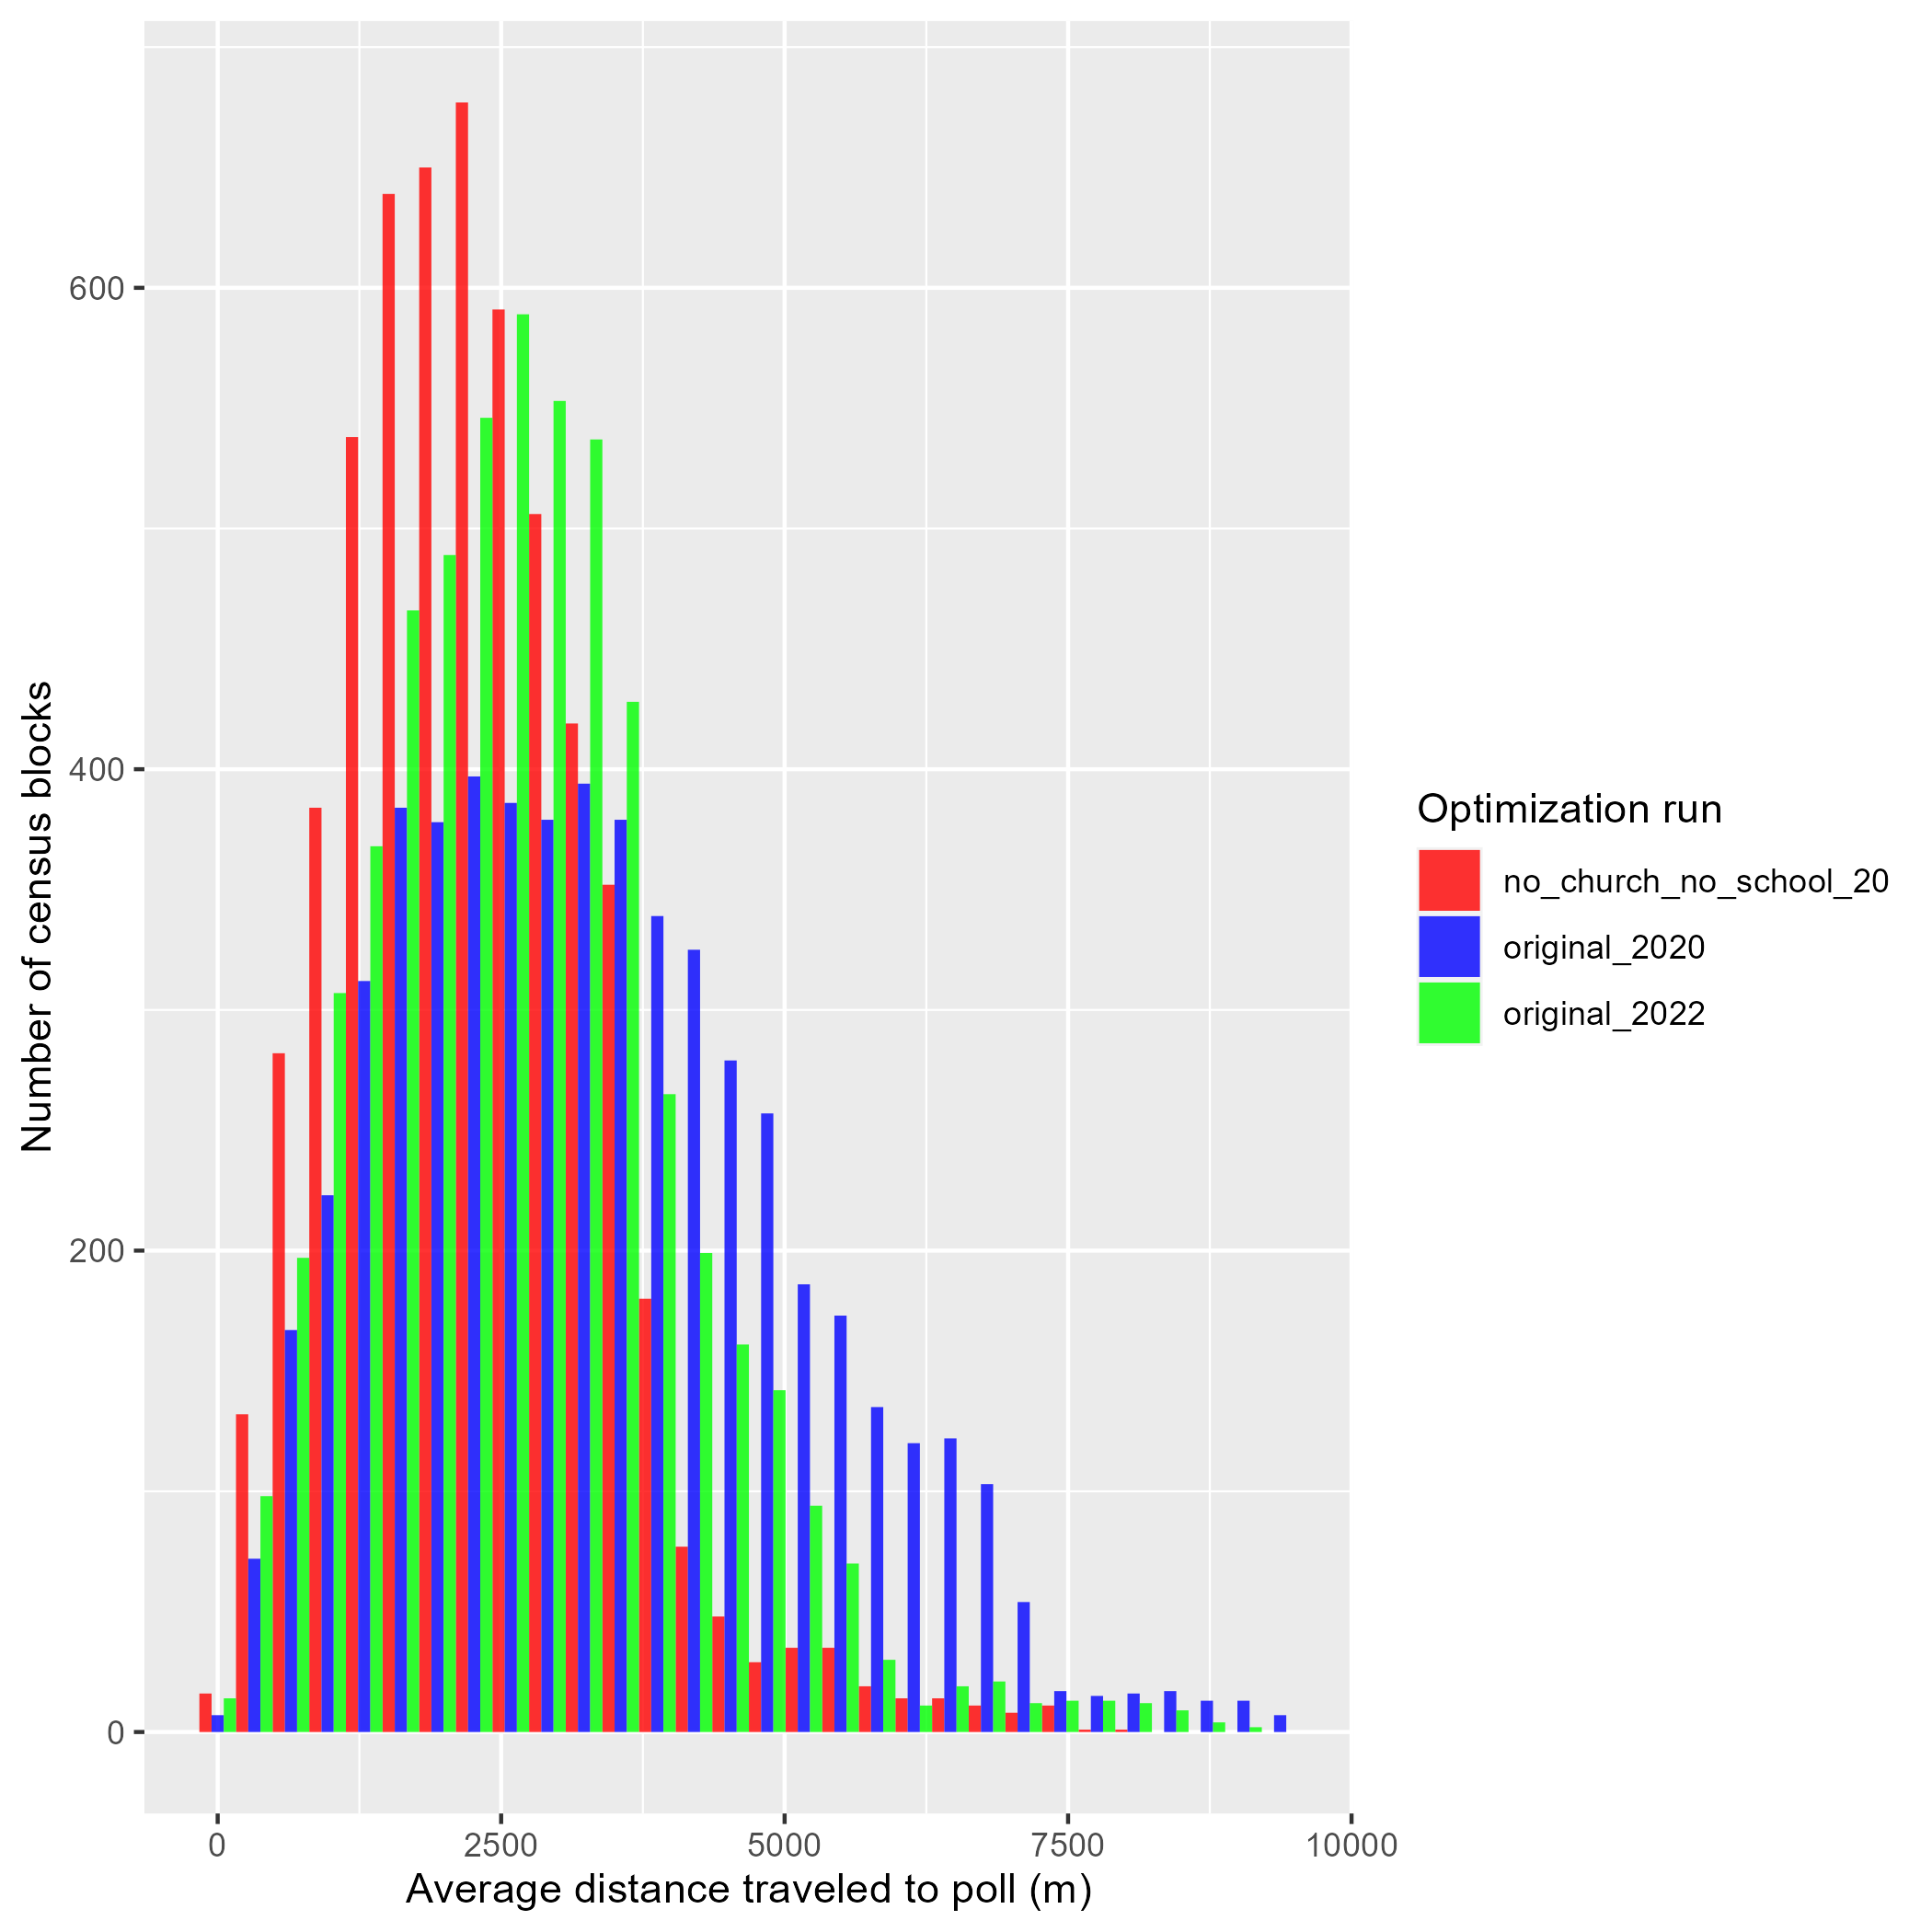 Number of census blocks
600
400
200
0
0 2500 5000 7500 10000
Average distance traveled to poll (m)
Optimization run
no_church_no_school_20
original_2020
original_2022